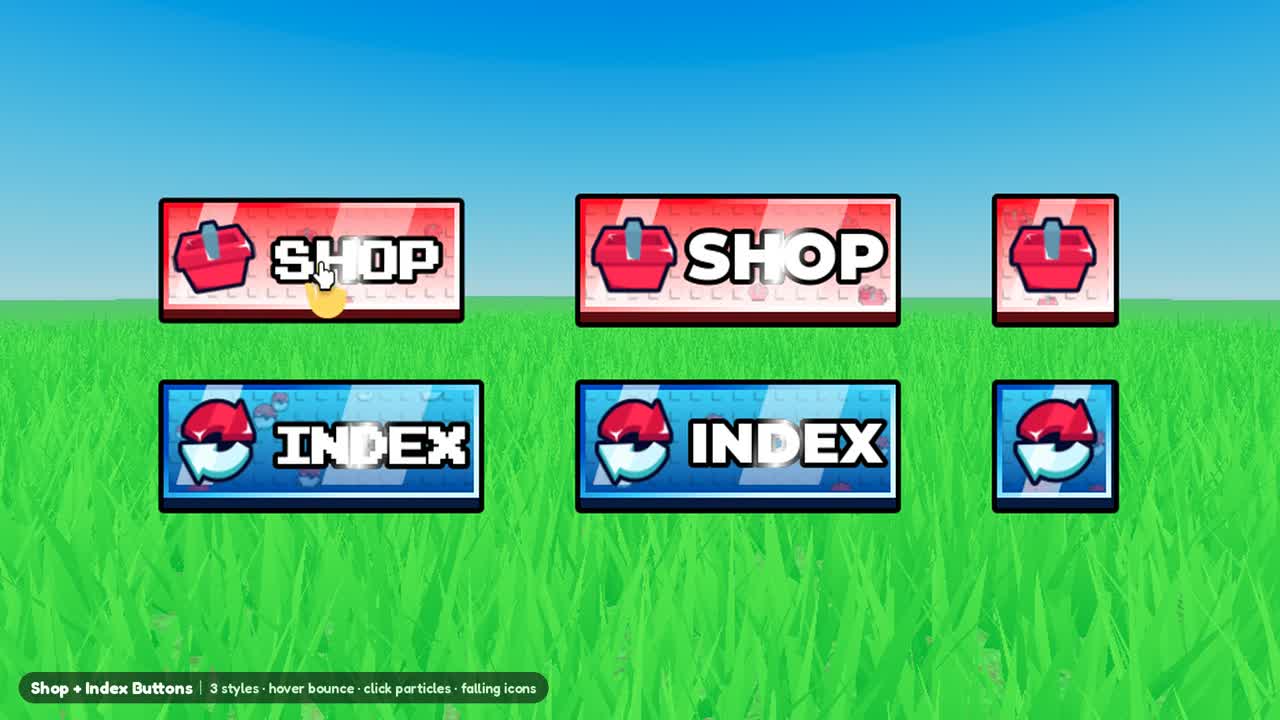 SHOP
SHOP
INDEX
INDEX
Shop + Index Buttons | 3 styles · hover bounce · click particles · falling icons